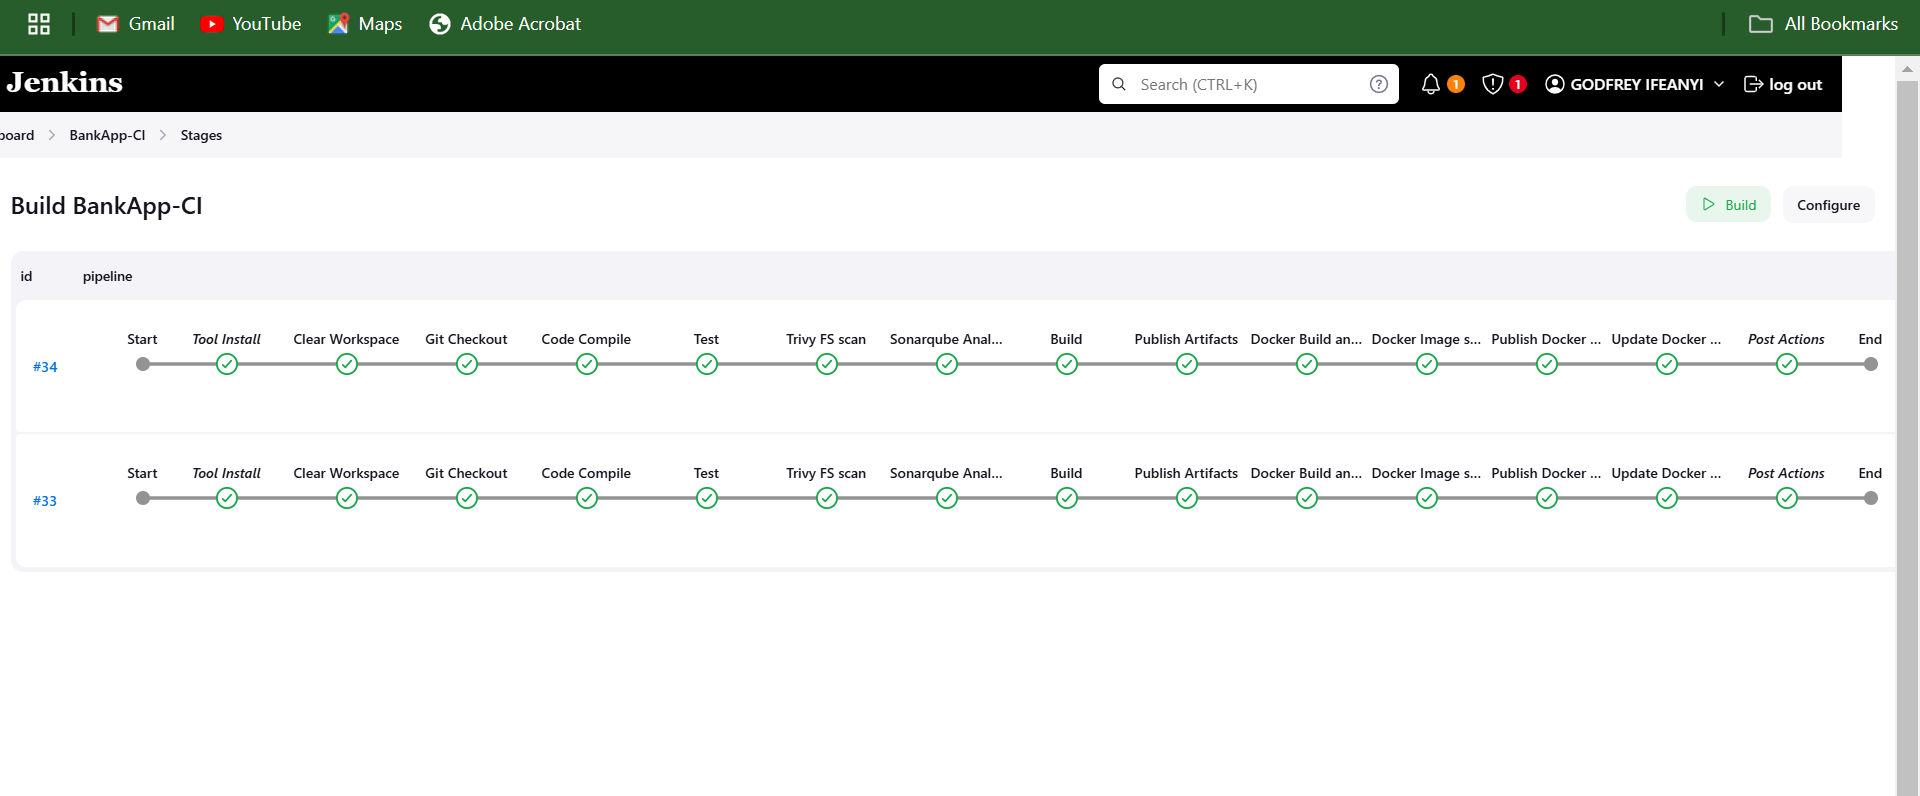 Gmail YouTube Maps Adobe Acrobat All Bookmarks
Jenkins Search (CTRL+K) ? 1 1 GODFREY IFEANYI log out
board BankApp-CI Stages
Build BankApp-CI Build Configure
id pipeline
Start Tool Install Clear Workspace Git Checkout Code Compile Test Trivy FS scan Sonarqube Anal... Build Publish Artifacts Docker Build an... Docker Image s... Publish Docker ... Update Docker ... Post Actions End
#34
Start Tool Install Clear Workspace Git Checkout Code Compile Test Trivy FS scan Sonarqube Anal... Build Publish Artifacts Docker Build an... Docker Image s... Publish Docker ... Update Docker ... Post Actions End
#33